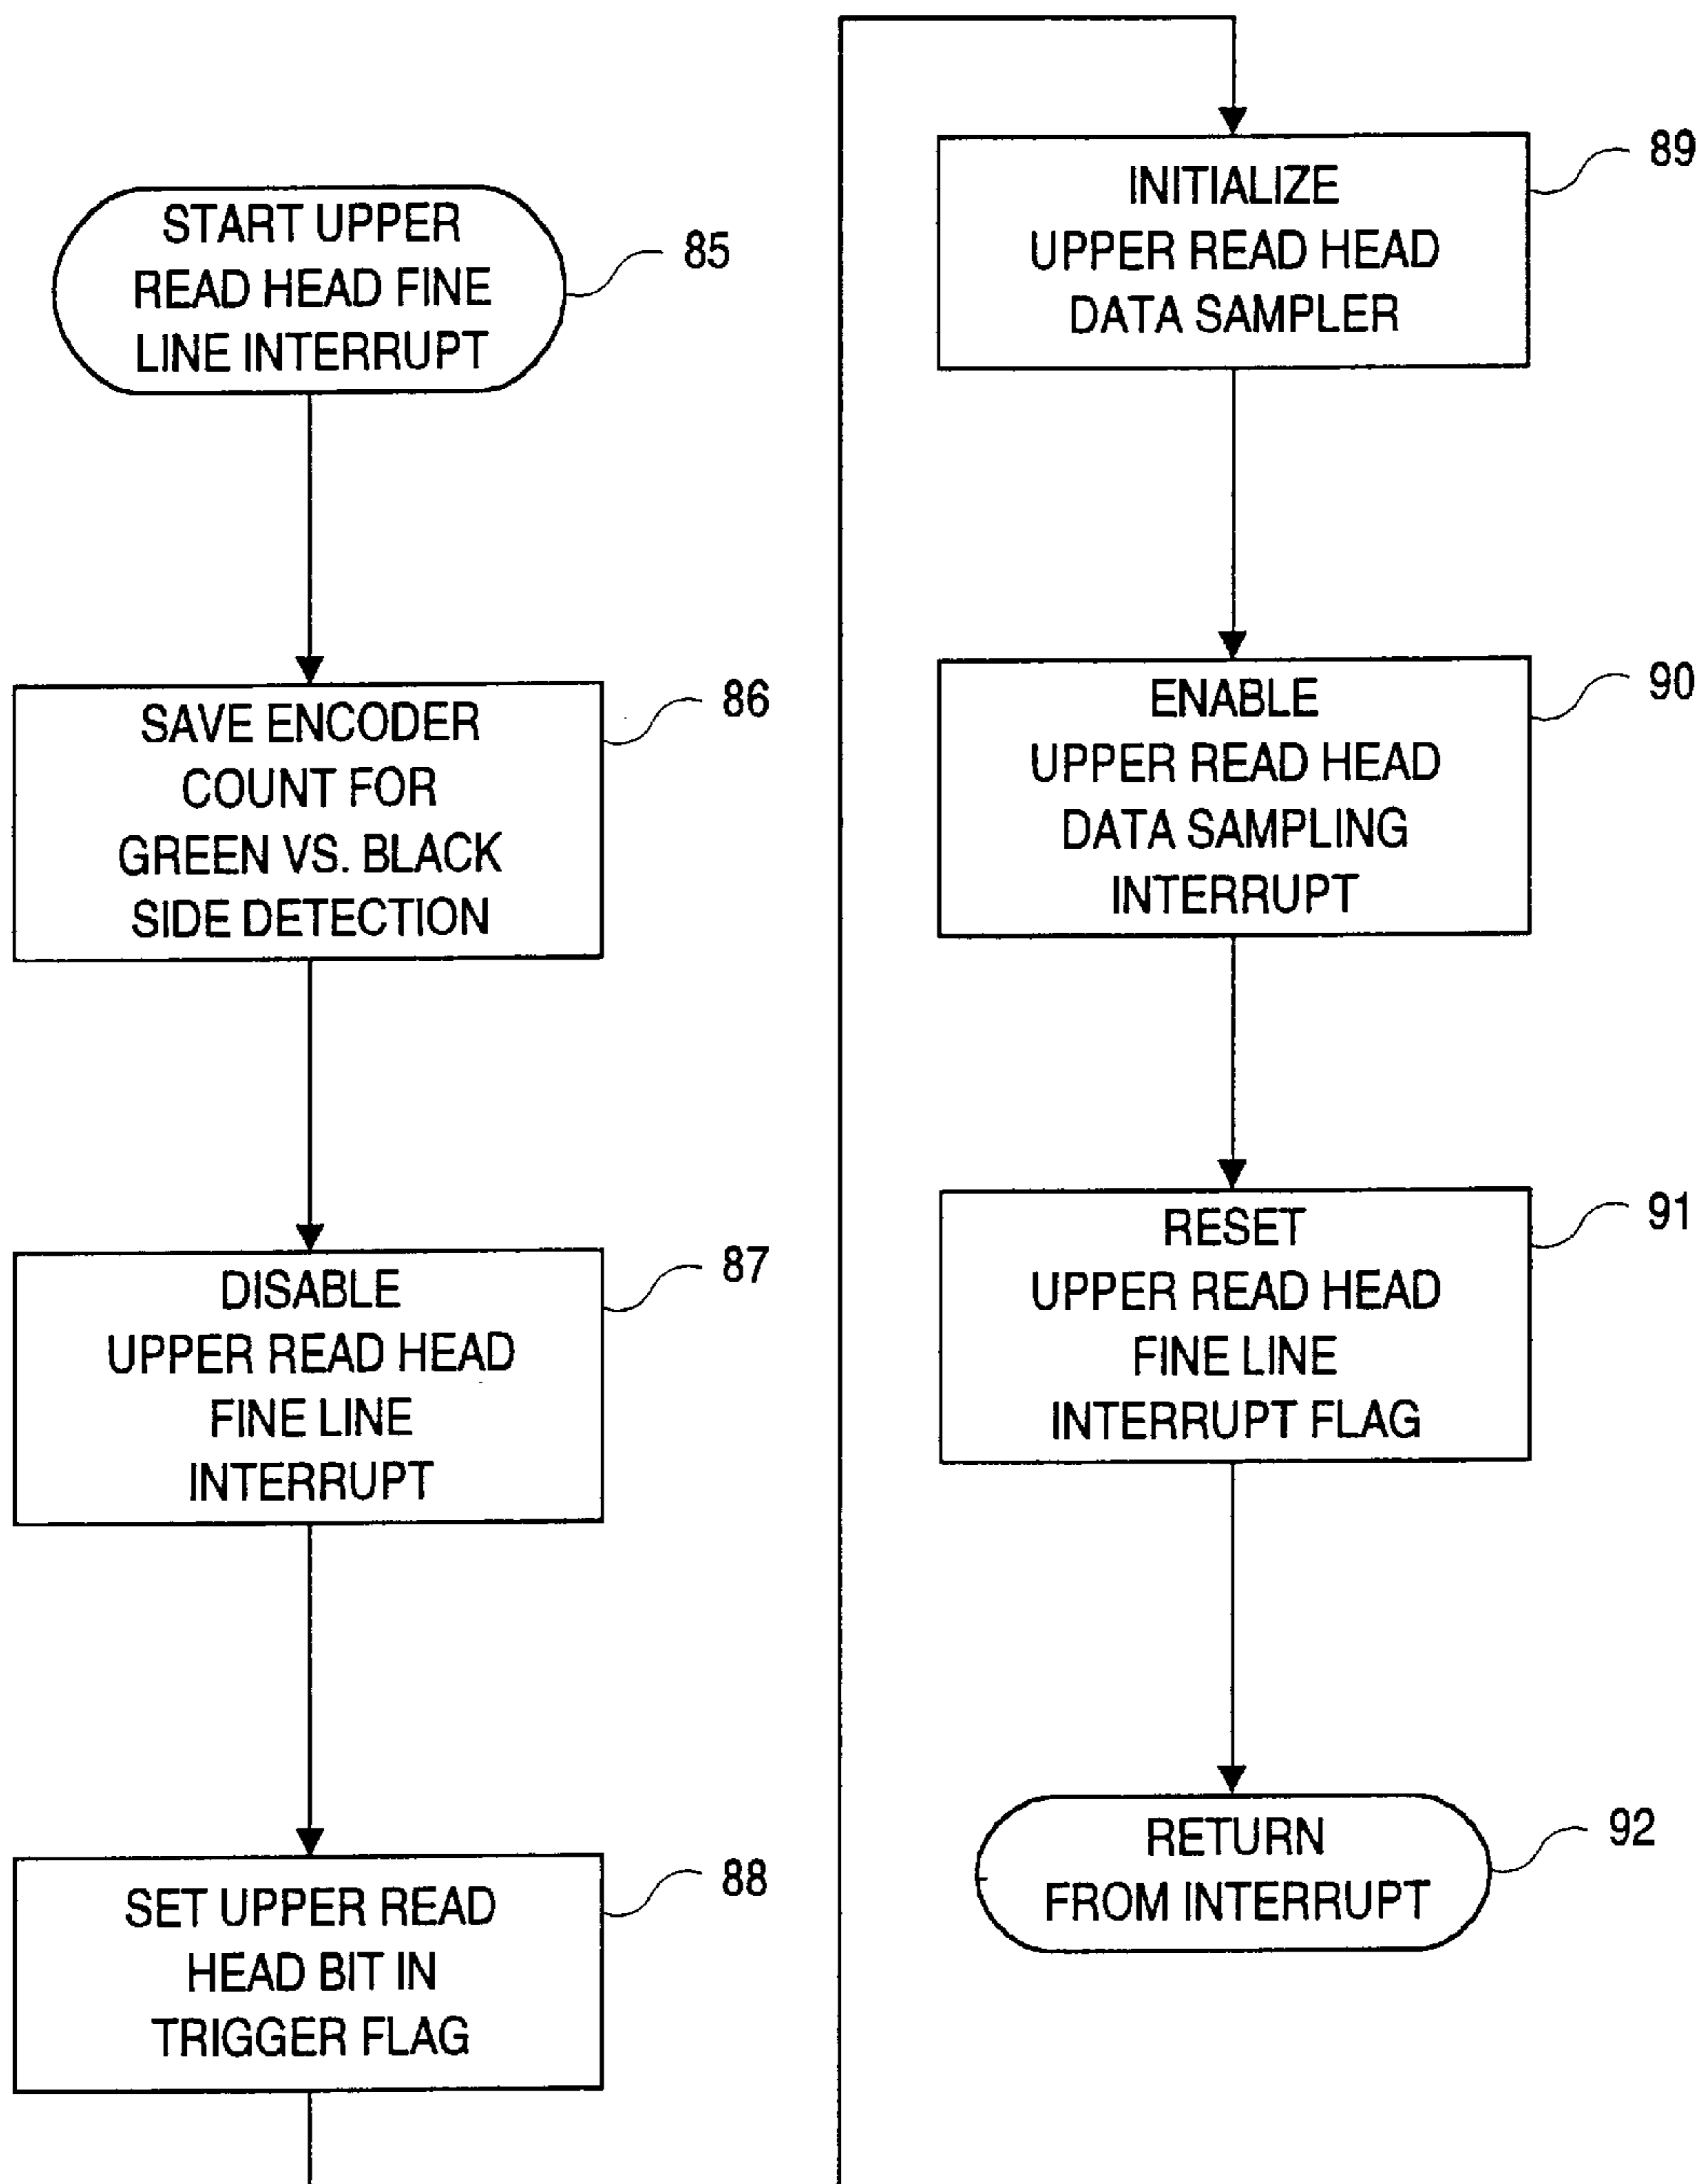 START UPPER
READ HEAD FINE
LINE INTERRUPT
85
SAVE ENCODER
COUNT FOR
GREEN VS. BLACK
SIDE DETECTION
86
DISABLE
UPPER READ HEAD
FINE LINE
INTERRUPT
87
SET UPPER READ
HEAD BIT IN
TRIGGER FLAG
88
INITIALIZE
UPPER READ HEAD
DATA SAMPLER
89
ENABLE
UPPER READ HEAD
DATA SAMPLING
INTERRUPT
90
RESET
UPPER READ HEAD
FINE LINE
INTERRUPT FLAG
91
RETURN
FROM INTERRUPT
92